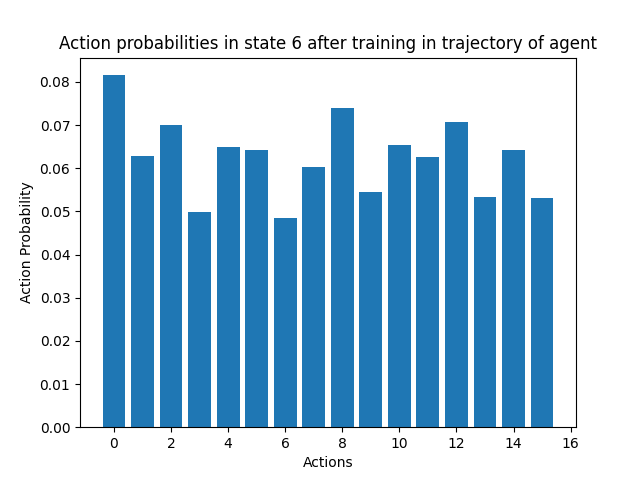 Action probabilities in state 6 after training in trajectory of agent
0.08
0.07
0.06
0.05
0.04
0.03
0.02
0.01
0.00
Action Probability
0 2 4 6 8 10 12 14 16
Actions